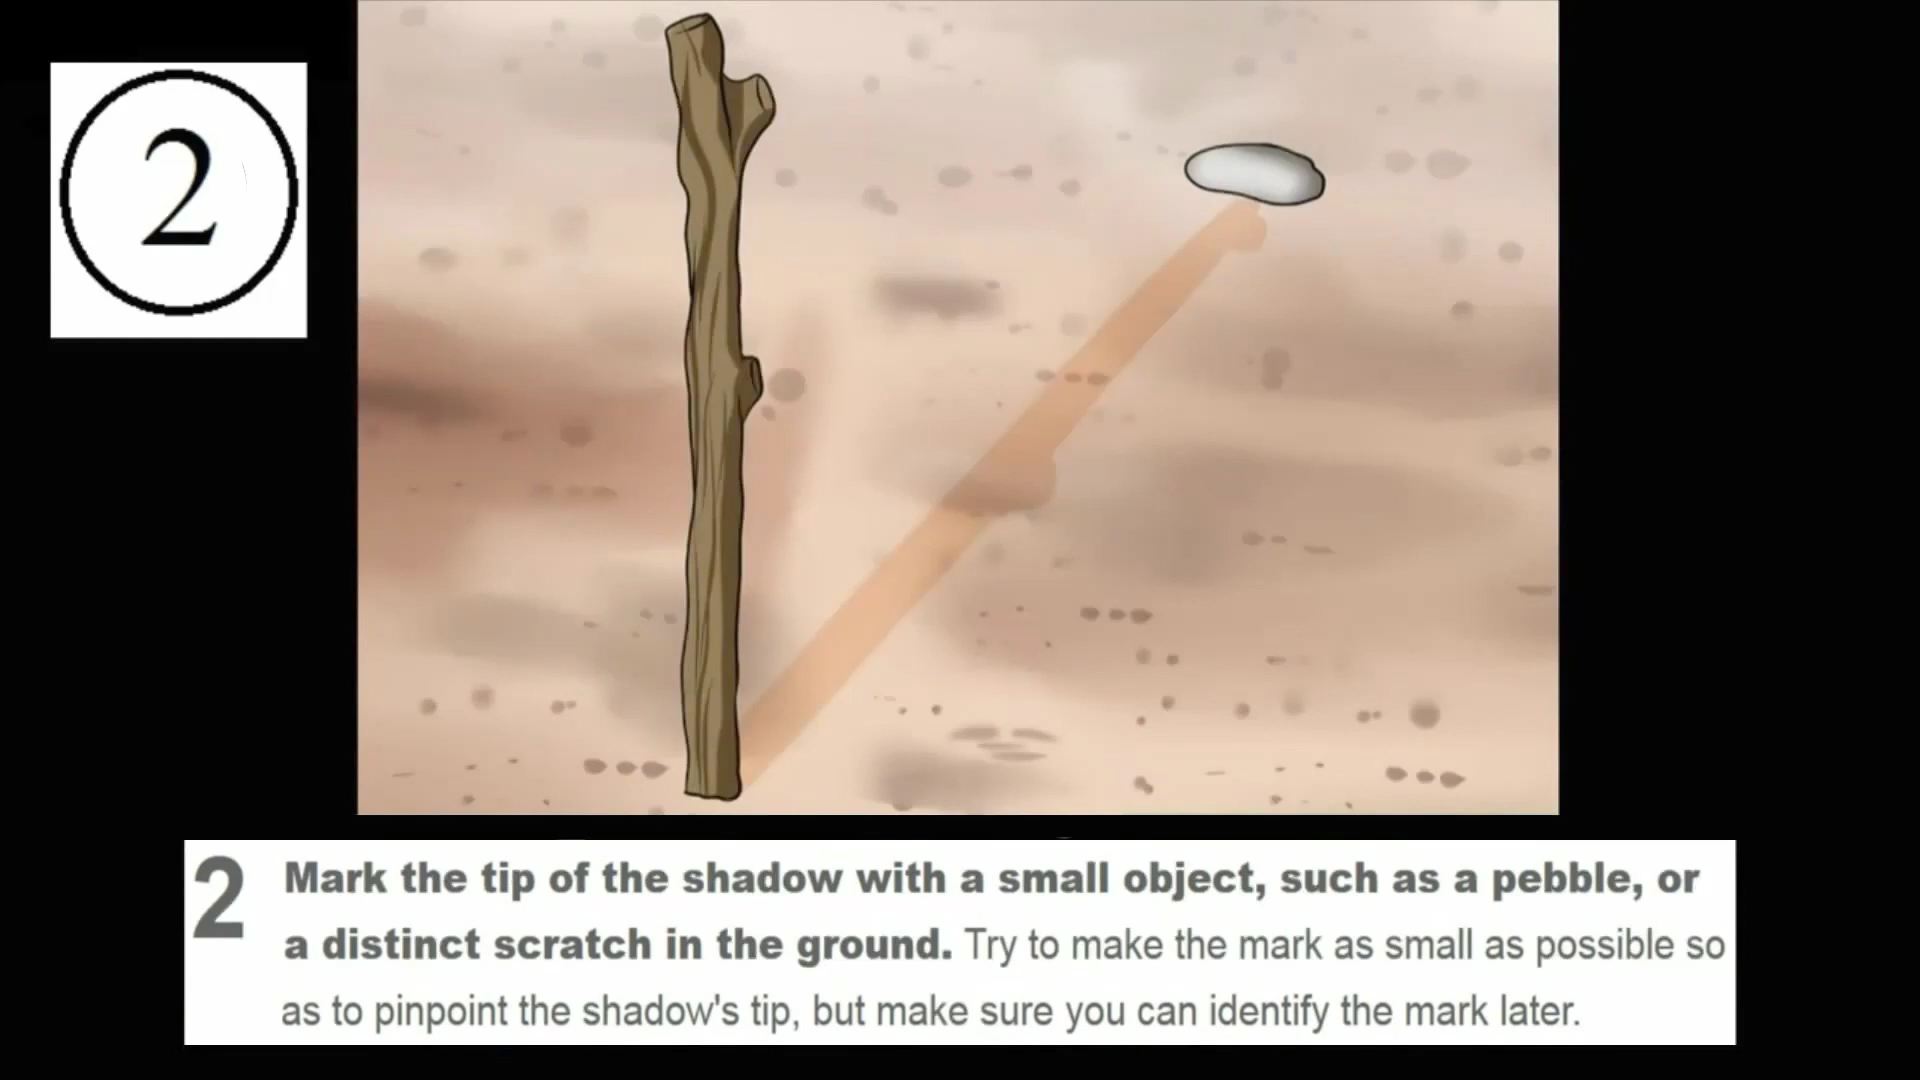 2
2 Mark the tip of the shadow with a small object, such as a pebble, or
a distinct scratch in the ground. Try to make the mark as small as possible so
as to pinpoint the shadow's tip, but make sure you can identify the mark later.